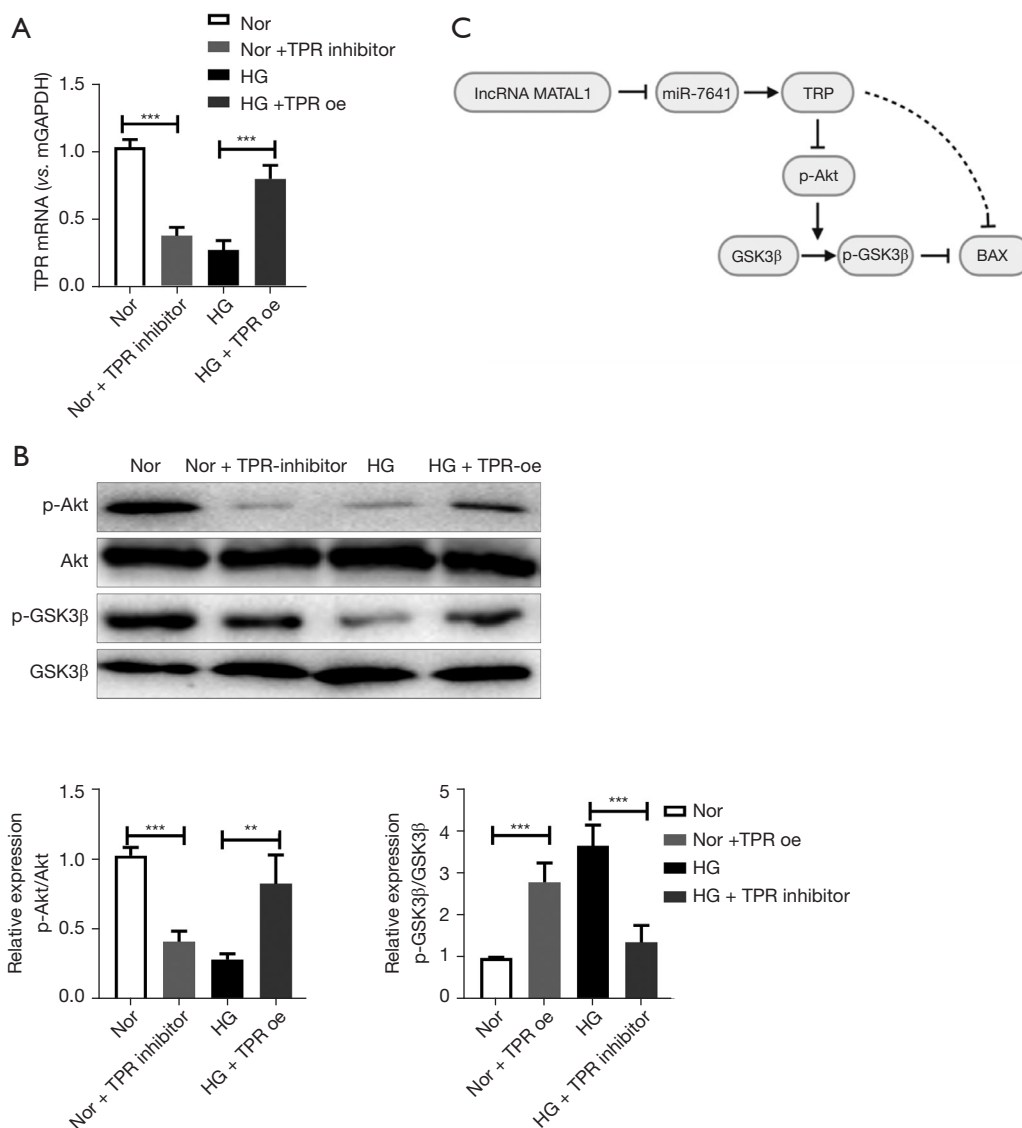 A
Nor
Nor +TPR inhibitor
HG
HG +TPR oe
TPR mRNA (vs. mGAPDH)
1.5
1.0
0.5
0.0
***
***
Nor
Nor + TPR inhibitor
HG
HG + TPR oe
C
lncRNA MATAL1
miR-7641
TRP
p-Akt
GSK3β
p-GSK3β
BAX
B
Nor Nor + TPR-inhibitor HG HG + TPR-oe
p-Akt
Akt
p-GSK3β
GSK3β
Relative expression
p-Akt/Akt
1.5
1.0
0.5
0.0
***
**
Nor
Nor + TPR inhibitor
HG
HG + TPR oe
Relative expression
p-GSK3β/GSK3β
5
4
3
2
1
0
***
***
Nor
Nor + TPR oe
HG
HG + TPR inhibitor
Nor
Nor +TPR oe
HG
HG + TPR inhibitor